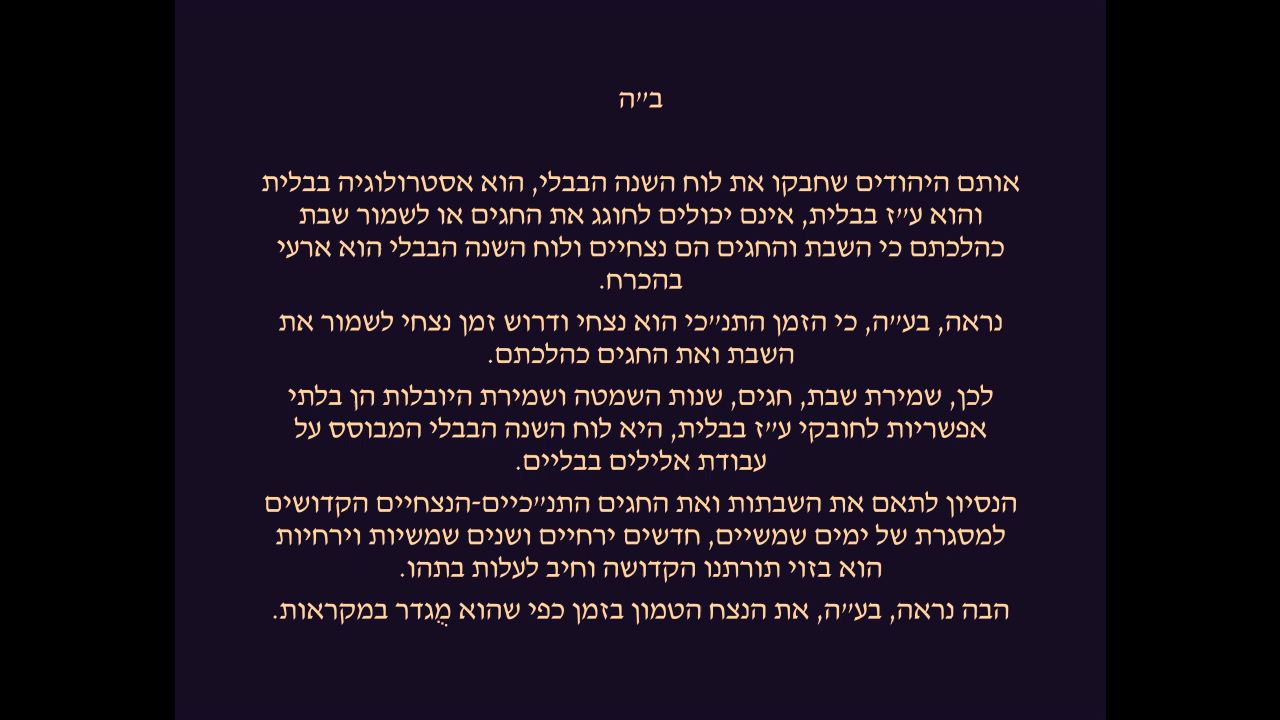 ב״ה
אותם היהודים שחבקו את לוח השנה הבבלי, הוא אסטרולוגיה בבלית
והוא ע״ז בבלית, אינם יכולים לחוגג את החגים או לשמור שבת
כהלכתם כי השבת והחגים הם נצחיים ולוח השנה הבבלי הוא ארעי
בהכרח.
נראה, בע״ה, כי הזמן התנ״כי הוא נצחי ודרוש זמן נצחי לשמור את
השבת ואת החגים כהלכתם.
לכן, שמירת שבת, חגים, שנות השמטה ושמירת היובלות הן בלתי
אפשריות לחובקי ע״ז בבלית, היא לוח השנה הבבלי המבוסס על
עבודת אלילים בבליים.
הנסיון לתאם את השבתות ואת החגים התנ״כיים-הנצחיים הקדושים
למסגרת של ימים שמשיים, חדשים ירחיים ושנים שמשיות וירחיות
הוא בזוי תורתנו הקדושה וחיב לעלות בתהו.
הבה נראה, בע״ה, את הנצח הטמון בזמן כפי שהוא מֻגדר במקראות.